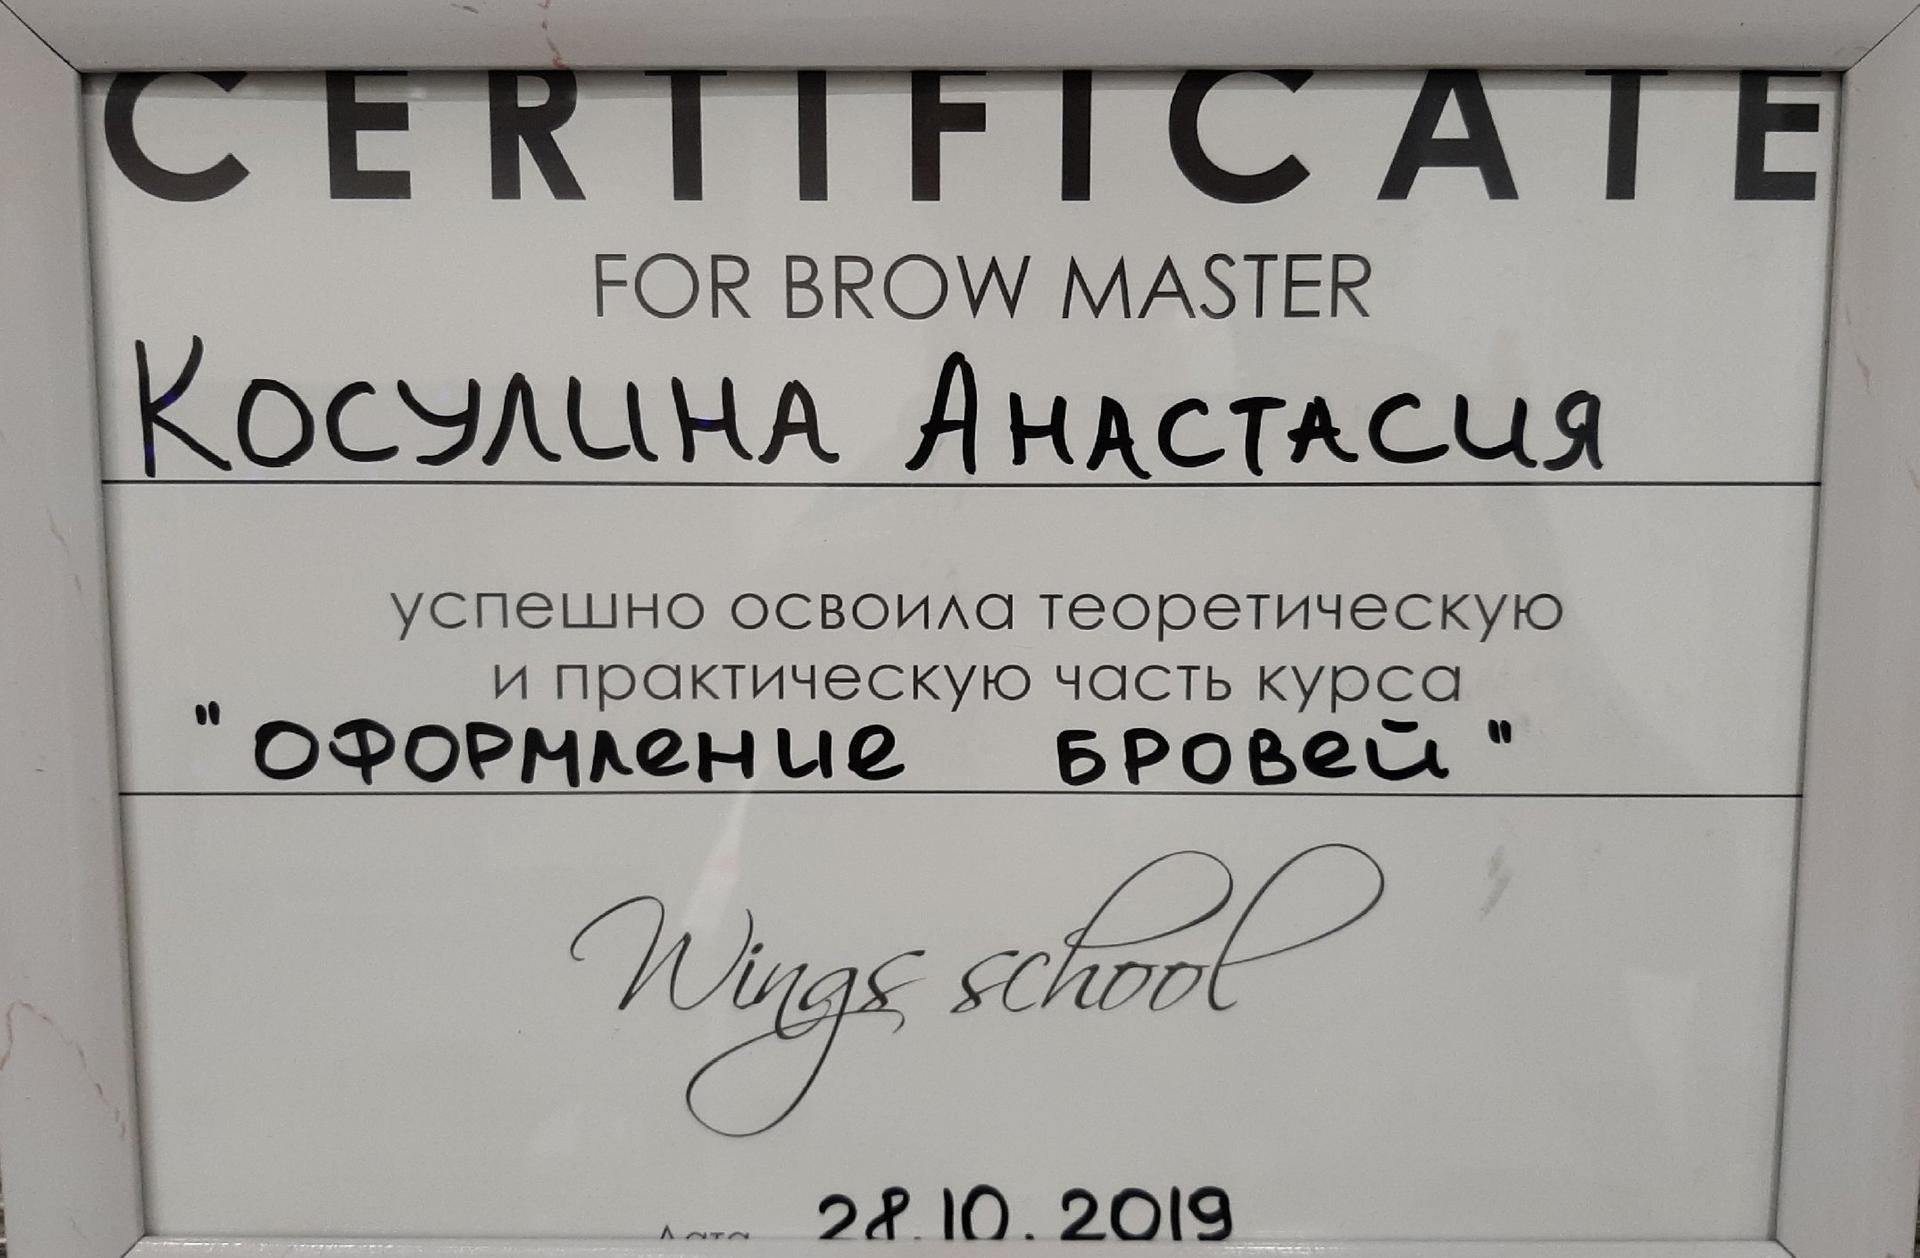 CERTIFICATE
FOR BROW MASTER
Косулина Анастасия
успешно освоила теоретическую
и практическую часть курса
"Оформление бровей"
Wings school
Дата 28.10.2019